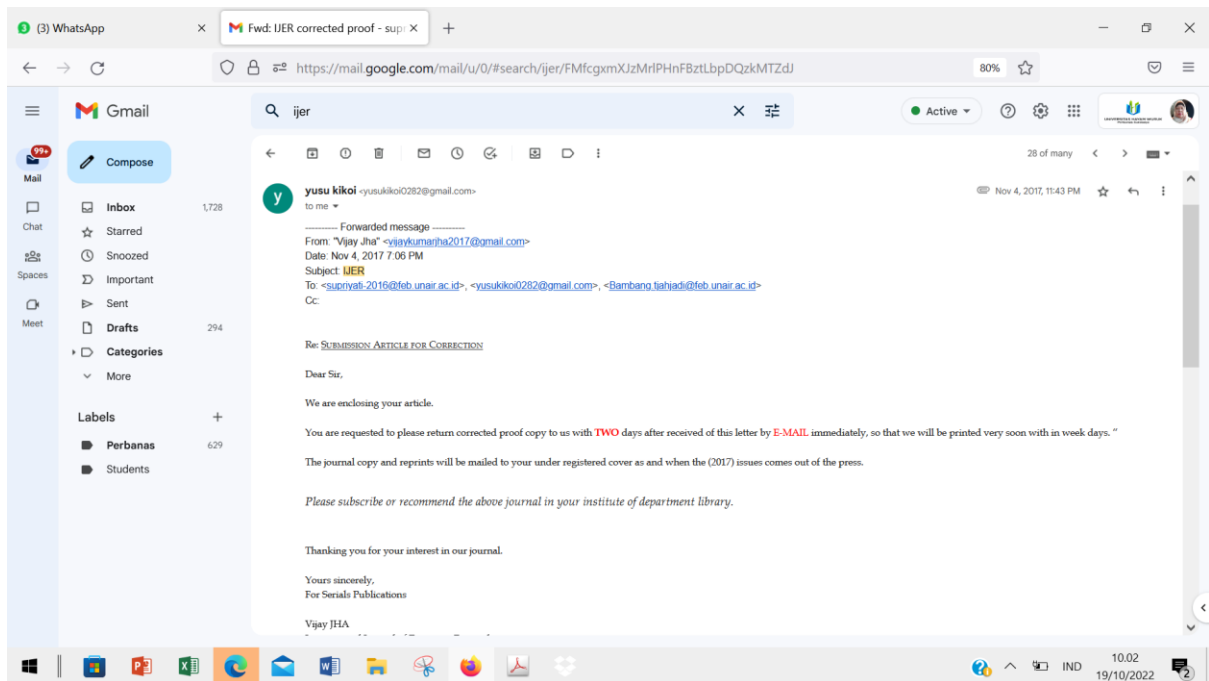 (3) WhatsApp
Fwd: IJER corrected proof - supri
https://mail.google.com/mail/u/0/#search/ijer/FMfcgxmXJzMrlPHnFBztLbpDQzkMTZdJ
80%
Gmail
ijer
Active
99+
Mail
Chat
Spaces
Meet
Compose
Inbox 1,728
Starred
Snoozed
Important
Sent
Drafts 294
Categories
More
Labels
Perbanas 629
Students
28 of many
yusu kikoi <yusukikoi0282@gmail.com>
Nov 4, 2017, 11:43 PM
to me
---------- Forwarded message ----------
From: "Vijay Jha" <vijaykumarjha2017@gmail.com>
Date: Nov 4, 2017 7:06 PM
Subject: IJER
To: <supriyati-2016@feb.unair.ac.id>, <yusukikoi0282@gmail.com>, <Bambang.tjahjadi@feb.unair.ac.id>
Cc:
Re: SUBMISSION ARTICLE FOR CORRECTION
Dear Sir,
We are enclosing your article.
You are requested to please return corrected proof copy to us with TWO days after received of this letter by E-MAIL immediately, so that we will be printed very soon with in week days. “
The journal copy and reprints will be mailed to your under registered cover as and when the (2017) issues comes out of the press.
Please subscribe or recommend the above journal in your institute of department library.
Thanking you for your interest in our journal.
Yours sincerely,
For Serials Publications
Vijay JHA
IND
10.02
19/10/2022
2